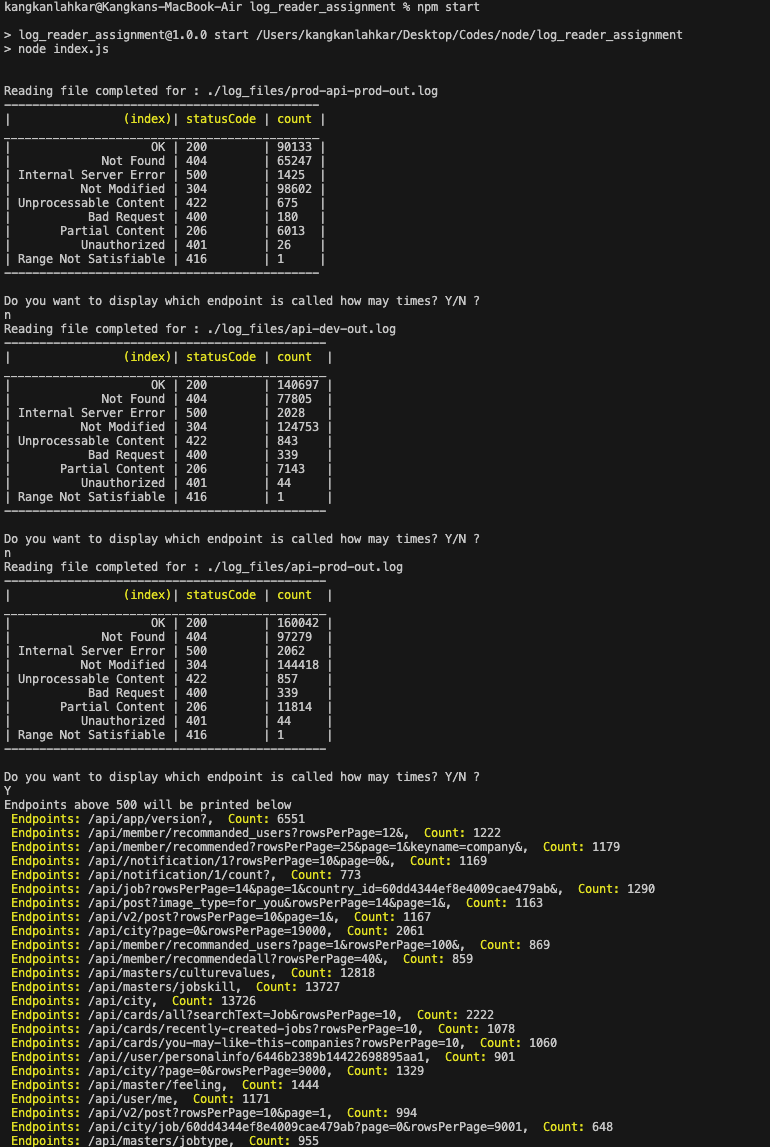 kangkanlahkar@Kangkans-MacBook-Air log_reader_assignment % npm start
> log_reader_assignment@1.0.0 start /Users/kangkanlahkar/Desktop/Codes/node/log_reader_assignment
> node index.js
Reading file completed for : ./log_files/prod-api-prod-out.log
| (index)| statusCode | count |
| OK | 200 | 90133 |
| Not Found | 404 | 65247 |
| Internal Server Error | 500 | 1425 |
| Not Modified | 304 | 98602 |
| Unprocessable Content | 422 | 675 |
| Bad Request | 400 | 180 |
| Partial Content | 206 | 6013 |
| Unauthorized | 401 | 26 |
| Range Not Satisfiable | 416 | 1 |
Do you want to display which endpoint is called how may times? Y/N ?
n
Reading file completed for : ./log_files/api-dev-out.log
| (index)| statusCode | count |
| OK | 200 | 140697 |
| Not Found | 404 | 77805 |
| Internal Server Error | 500 | 2028 |
| Not Modified | 304 | 124753 |
| Unprocessable Content | 422 | 843 |
| Bad Request | 400 | 339 |
| Partial Content | 206 | 7143 |
| Unauthorized | 401 | 44 |
| Range Not Satisfiable | 416 | 1 |
Do you want to display which endpoint is called how may times? Y/N ?
n
Reading file completed for : ./log_files/api-prod-out.log
| (index)| statusCode | count |
| OK | 200 | 160042 |
| Not Found | 404 | 97279 |
| Internal Server Error | 500 | 2062 |
| Not Modified | 304 | 144418 |
| Unprocessable Content | 422 | 857 |
| Bad Request | 400 | 339 |
| Partial Content | 206 | 11814 |
| Unauthorized | 401 | 44 |
| Range Not Satisfiable | 416 | 1 |
Do you want to display which endpoint is called how may times? Y/N ?
Y
Endpoints above 500 will be printed below
Endpoints: /api/app/version?, Count: 6551
Endpoints: /api/member/recommanded_users?rowsPerPage=12&, Count: 1222
Endpoints: /api/member/recommended?rowsPerPage=25&page=1&keyname=company&, Count: 1179
Endpoints: /api//notification/1?rowsPerPage=10&page=0&, Count: 1169
Endpoints: /api/notification/1/count?, Count: 773
Endpoints: /api/job?rowsPerPage=14&page=1&country_id=60dd4344ef8e4009cae479ab&, Count: 1290
Endpoints: /api/post?image_type=for_you&rowsPerPage=14&page=1&, Count: 1163
Endpoints: /api/v2/post?rowsPerPage=10&page=1&, Count: 1167
Endpoints: /api/city?page=0&rowsPerPage=19000, Count: 2061
Endpoints: /api/member/recommanded_users?page=1&rowsPerPage=100&, Count: 869
Endpoints: /api/member/recommendedall?rowsPerPage=40&, Count: 859
Endpoints: /api/masters/culturevalues, Count: 12818
Endpoints: /api/masters/jobskill, Count: 13727
Endpoints: /api/city, Count: 13726
Endpoints: /api/cards/all?searchText=Job&rowsPerPage=10, Count: 2222
Endpoints: /api/cards/recently-created-jobs?rowsPerPage=10, Count: 1078
Endpoints: /api/cards/you-may-like-this-companies?rowsPerPage=10, Count: 1060
Endpoints: /api//user/personalinfo/6446b2389b14422698895aa1, Count: 901
Endpoints: /api/city/?page=0&rowsPerPage=9000, Count: 1329
Endpoints: /api/master/feeling, Count: 1444
Endpoints: /api/user/me, Count: 1171
Endpoints: /api/v2/post?rowsPerPage=10&page=1, Count: 994
Endpoints: /api/city/job/60dd4344ef8e4009cae479ab?page=0&rowsPerPage=9001, Count: 648
Endpoints: /api/masters/jobtype, Count: 955